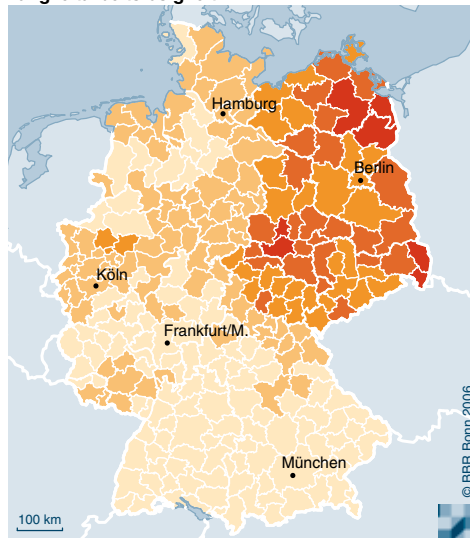 Hamburg
Berlin
Köln
Frankfurt/M.
München
100 km
© BBR Bonn 2006